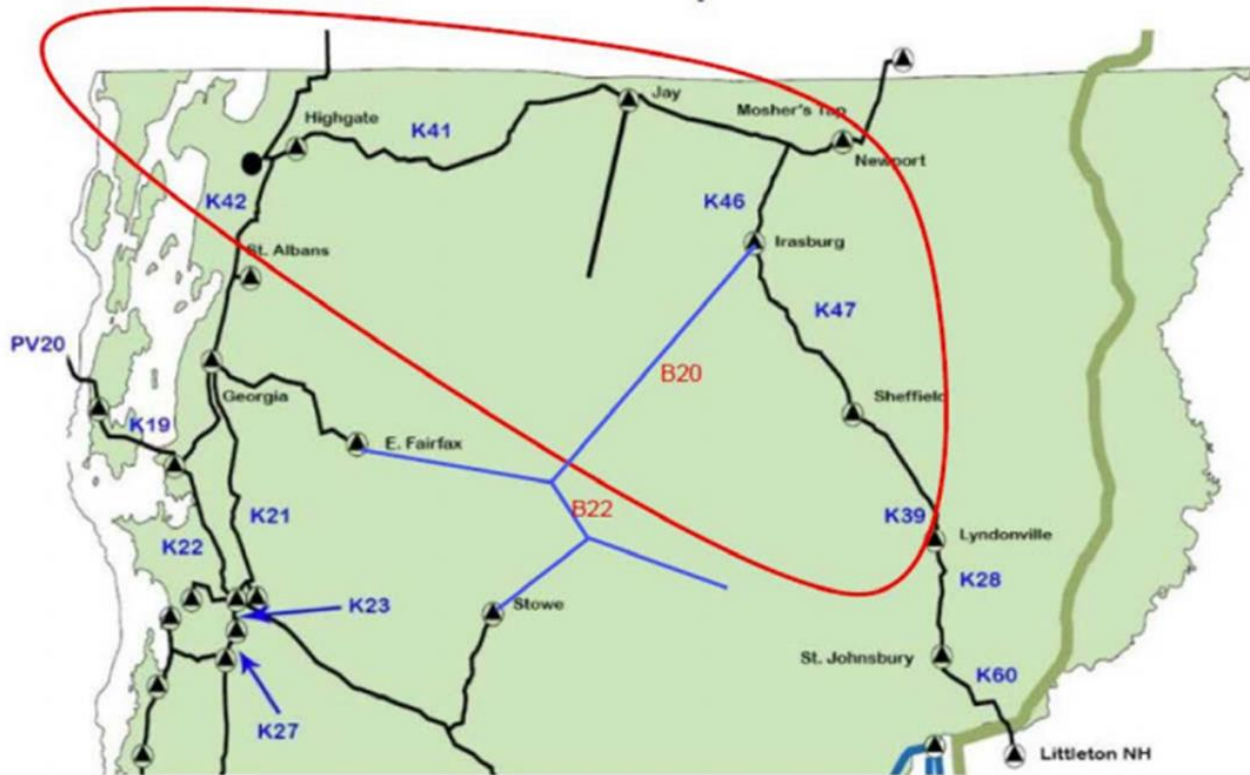 Jay
Mosher's Tap
Highgate
K41
Newport
K42
K46
St. Albans
Irasburg
K47
PV20
B20
Georgia
Sheffield
K19
E. Fairfax
B22
K21
K39
Lyndonville
K22
K28
K23
Stowe
St. Johnsbury
K60
K27
Littleton NH